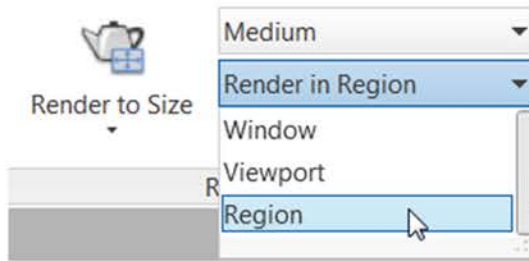 Medium
Render to Size
Render in Region
Window
Viewport
Region